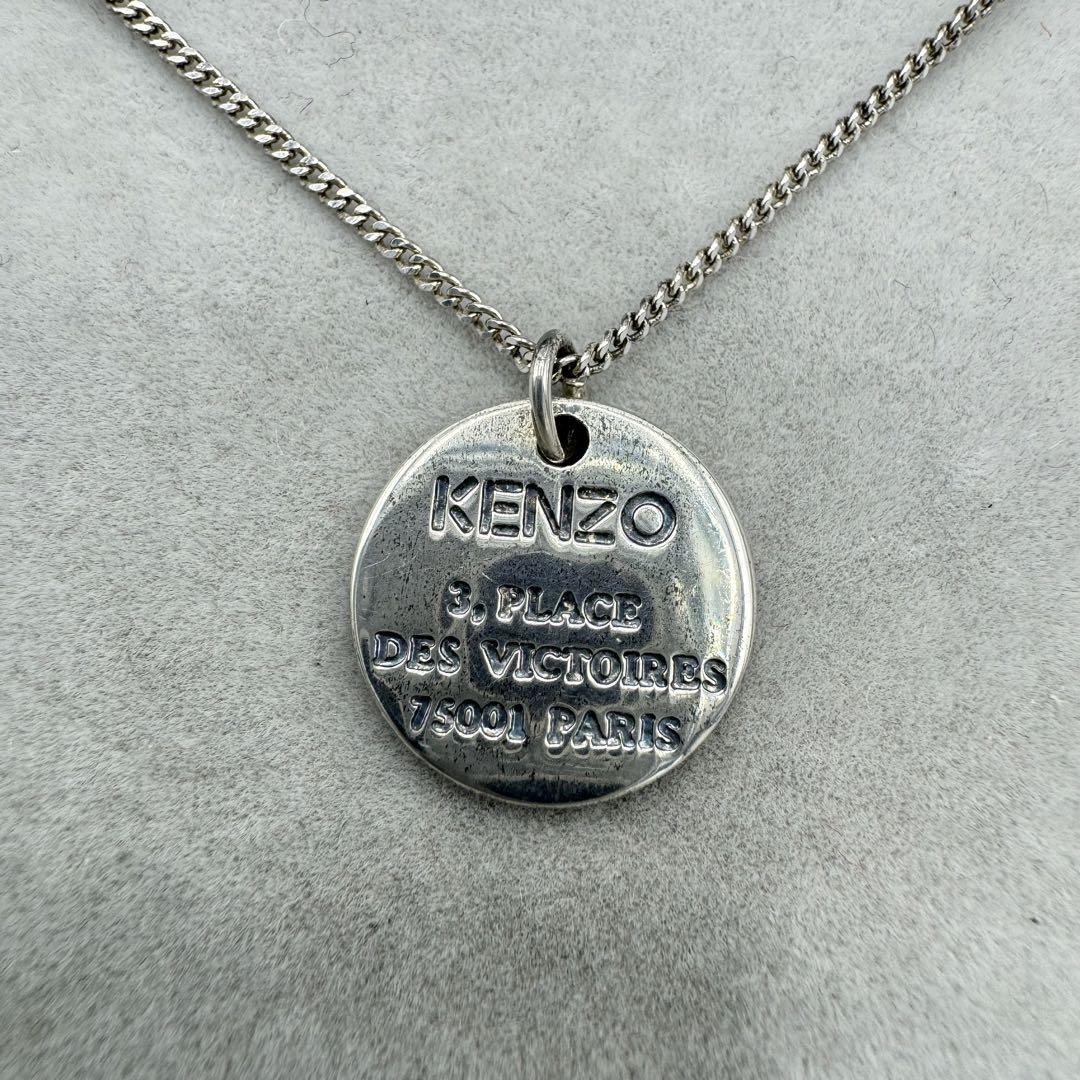 KENZO
3, PLACE
DES VICTOIRES
75001 PARIS